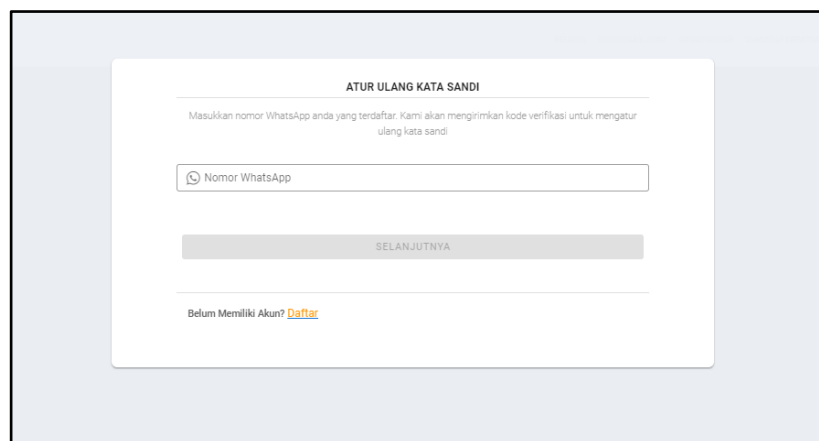 ATUR ULANG KATA SANDI
Masukkan nomor WhatsApp anda yang terdaftar. Kami akan mengirimkan kode verifikasi untuk mengatur
ulang kata sandi
Nomor WhatsApp
SELANJUTNYA
Belum Memiliki Akun? Daftar